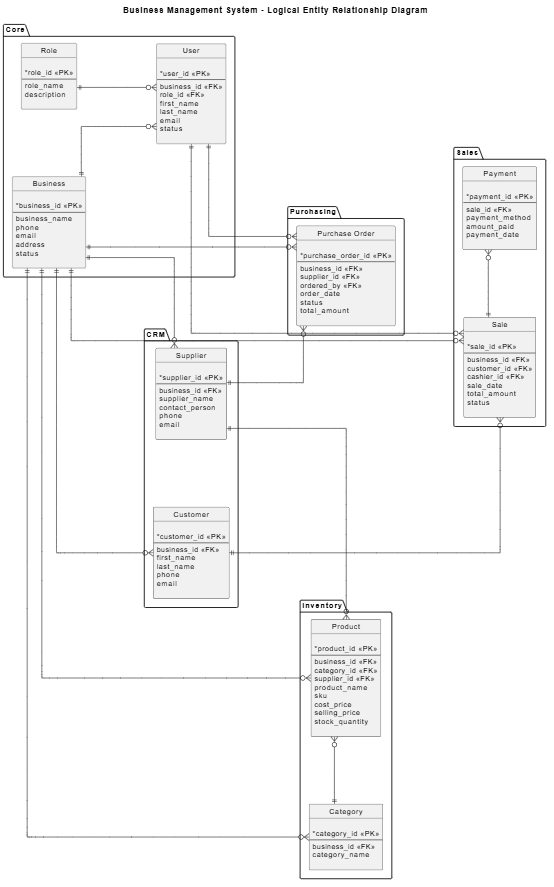 Business Management System - Logical Entity Relationship Diagram
Core
Role
*role_id «PK»
role_name
description
User
*user_id «PK»
business_id «FK»
role_id «FK»
first_name
last_name
email
status
Business
*business_id «PK»
business_name
phone
email
address
status
Purchasing
Purchase Order
*purchase_order_id «PK»
business_id «FK»
supplier_id «FK»
ordered_by «FK»
order_date
status
total_amount
Sales
Payment
*payment_id «PK»
sale_id «FK»
payment_method
amount_paid
payment_date
Sale
*sale_id «PK»
business_id «FK»
customer_id «FK»
cashier_id «FK»
sale_date
total_amount
status
CRM
Supplier
*supplier_id «PK»
business_id «FK»
supplier_name
contact_person
phone
email
Customer
*customer_id «PK»
business_id «FK»
first_name
last_name
phone
email
Inventory
Product
*product_id «PK»
business_id «FK»
category_id «FK»
supplier_id «FK»
product_name
sku
cost_price
selling_price
stock_quantity
Category
*category_id «PK»
business_id «FK»
category_name